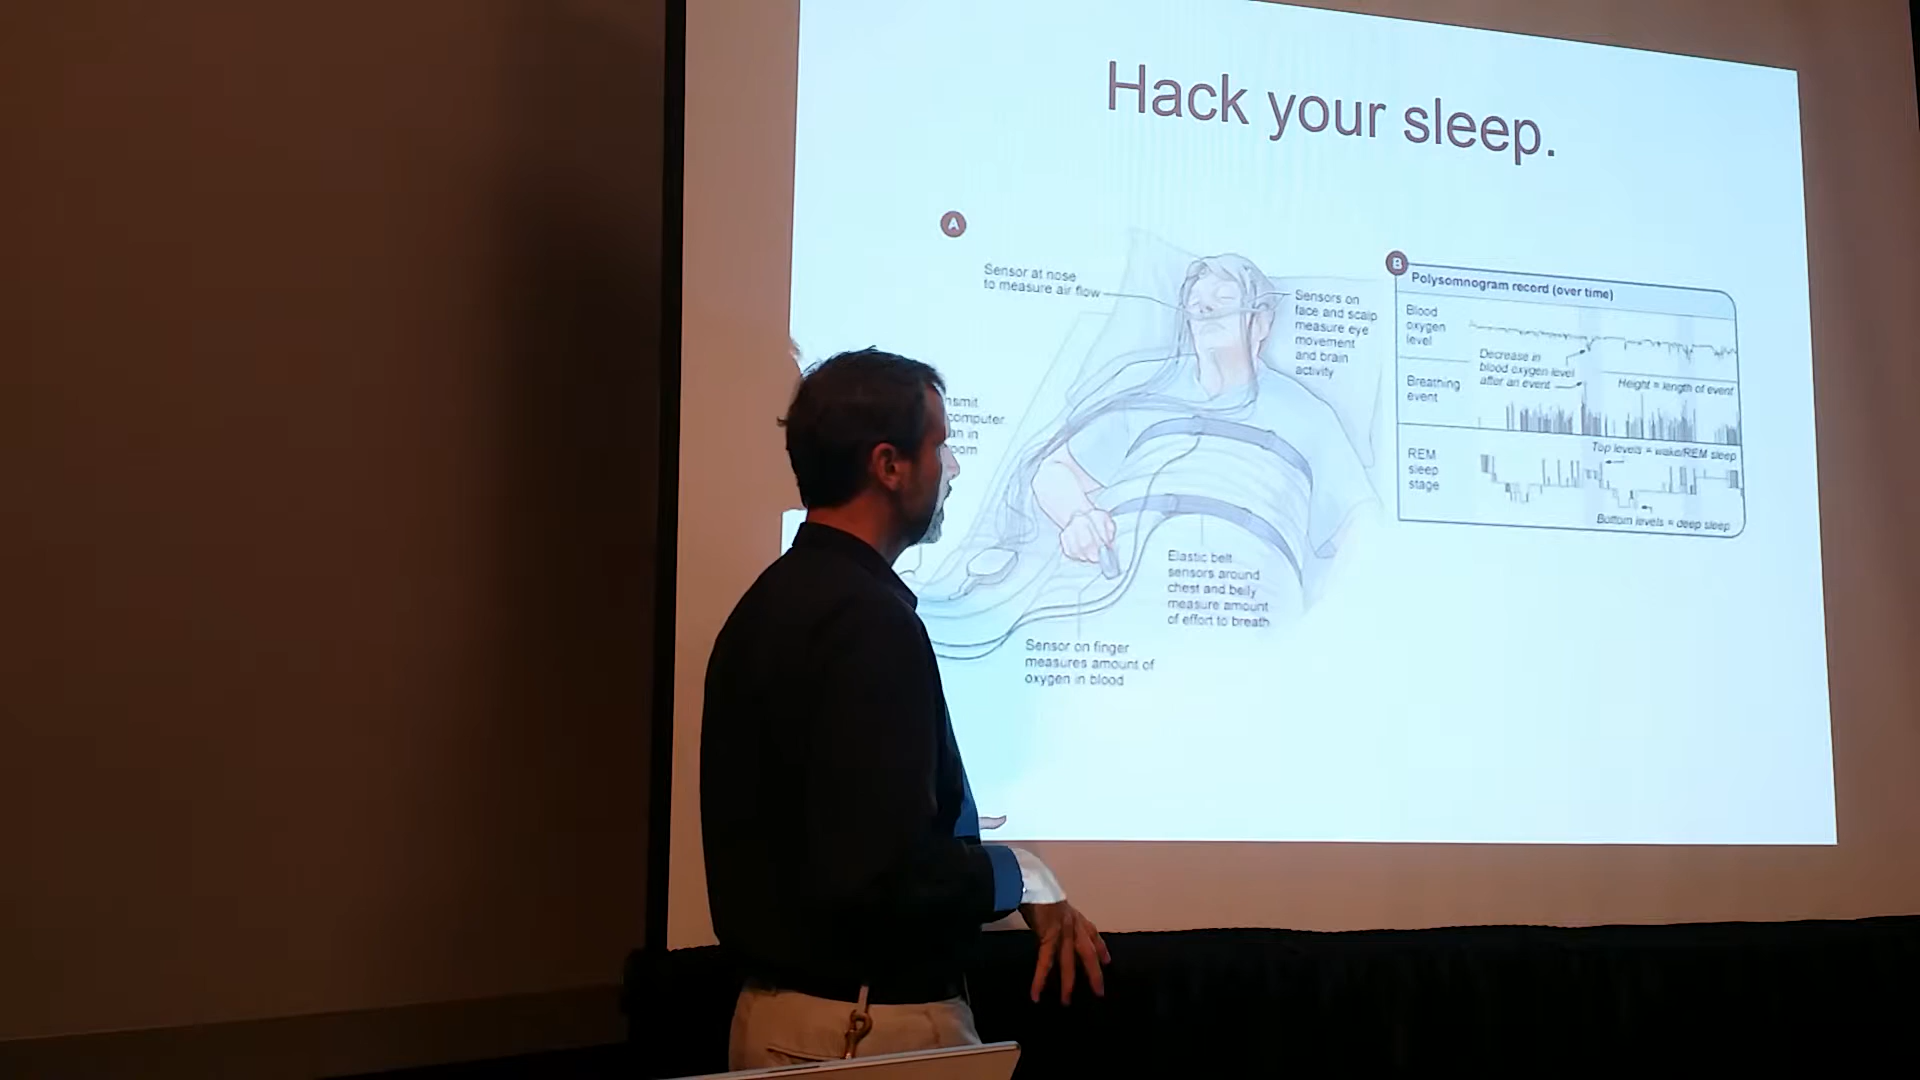 Hack your sleep.
A
Sensor at nose
to measure air flow
Sensors on
face and scalp
measure eye
movement
and brain
activity
nsmit
computer
an in
oom
Elastic belt
sensors around
chest and belly
measure amount
of effort to breath
Sensor on finger
measures amount of
oxygen in blood
B
Polysomnogram record (over time)
Blood
oxygen
level
Decrease in
blood oxygen level
after an event
Height = length of event
Breathing
event
Top levels = wake/REM sleep
REM
sleep
stage
Bottom levels = deep sleep